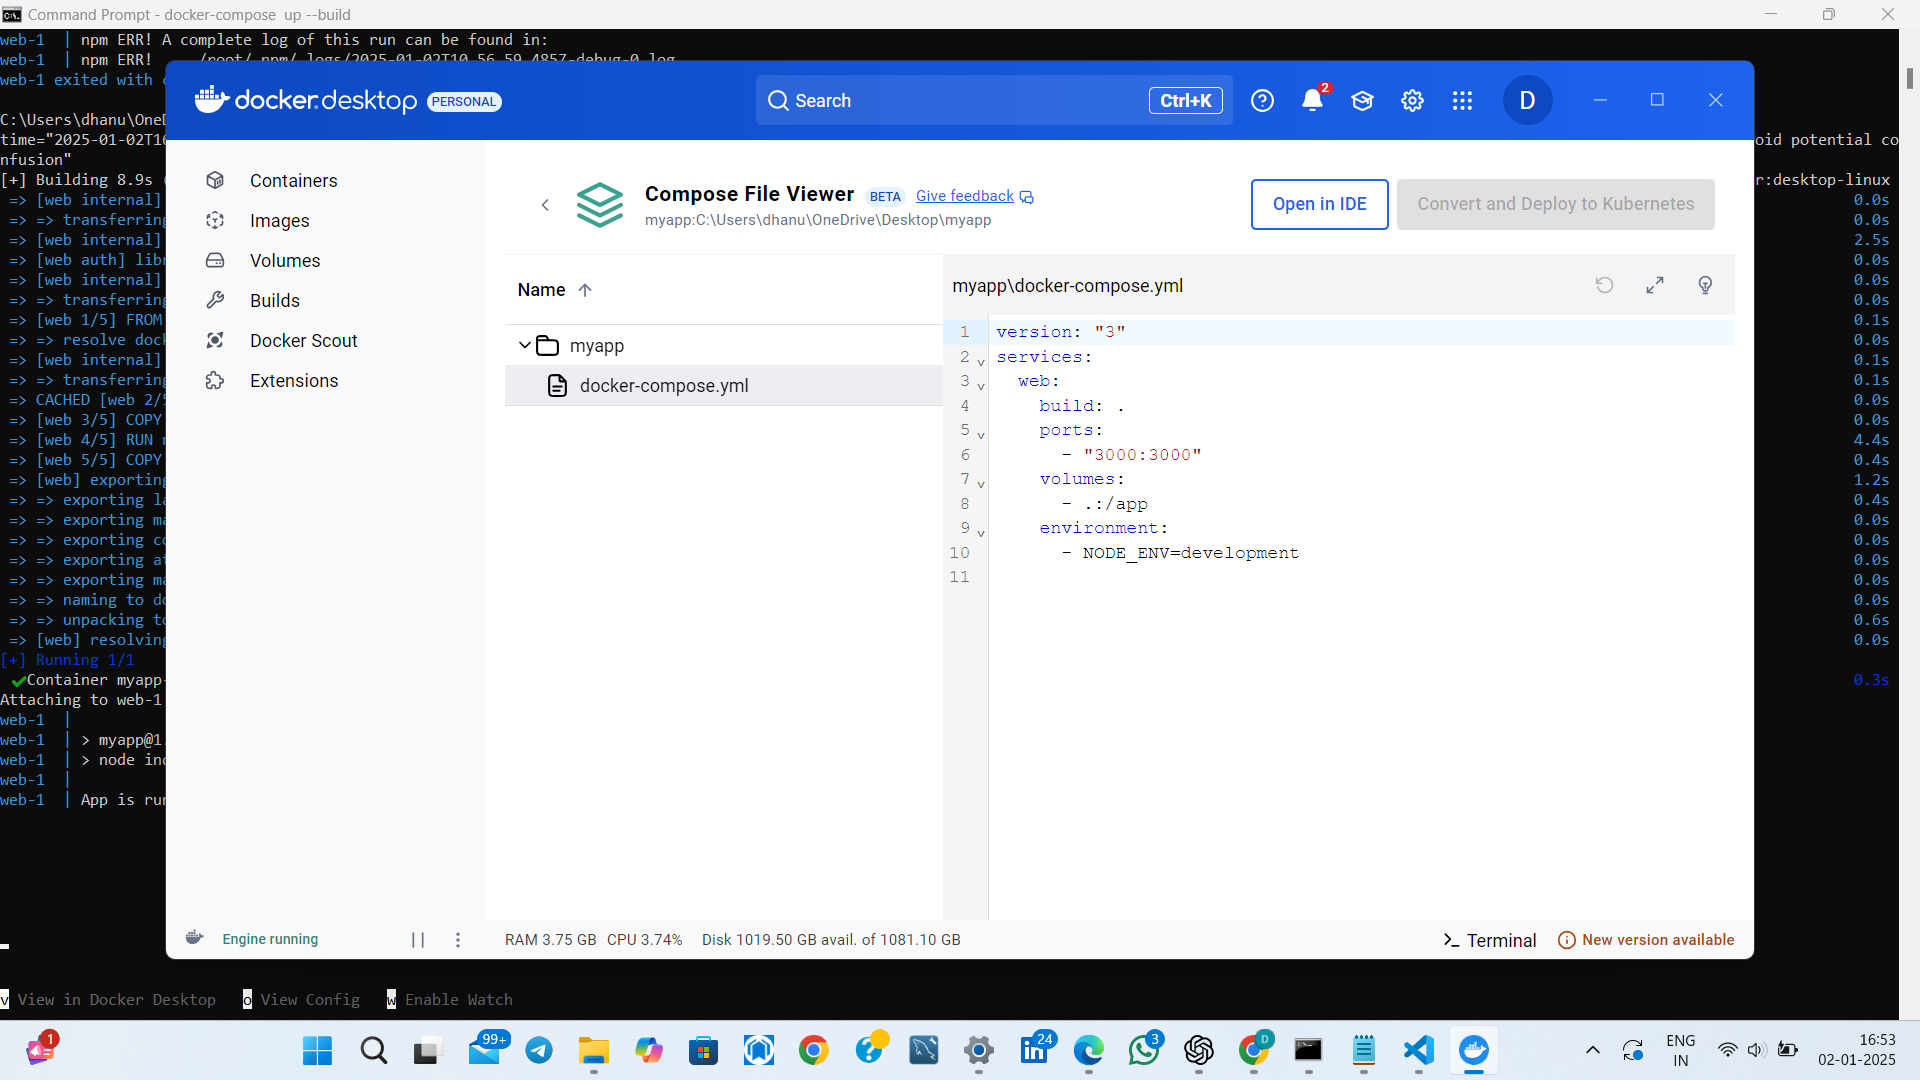 Command Prompt - docker-compose up --build
web-1 | npm ERR! A complete log of this run can be found in:
web-1 | npm ERR! /root/.npm/_logs/2025-01-02T10_56_59_485Z-debug-0.log
web-1 exited with
C:\Users\dhanu\OneD
time="2025-01-02T16 oid potential co
nfusion"
[+] Building 8.9s r:desktop-linux
=> [web internal] 0.0s
=> => transferring 0.0s
=> [web internal] 2.5s
=> [web auth] libr 0.0s
=> [web internal] 0.0s
=> => transferring 0.0s
=> [web 1/5] FROM 0.1s
=> => resolve dock 0.0s
=> [web internal] 0.1s
=> => transferring 0.1s
=> CACHED [web 2/5 0.0s
=> [web 3/5] COPY 0.0s
=> [web 4/5] RUN 4.4s
=> [web 5/5] COPY 0.4s
=> [web] exporting 1.2s
=> => exporting la 0.4s
=> => exporting ma 0.0s
=> => exporting co 0.0s
=> => exporting at 0.0s
=> => exporting ma 0.0s
=> => naming to do 0.0s
=> => unpacking to 0.6s
=> [web] resolving 0.0s
[+] Running 1/1
Container myapp- 0.3s
Attaching to web-1
web-1 |
web-1 | > myapp@1.
web-1 | > node ind
web-1 |
web-1 | App is run
v View in Docker Desktop o View Config w Enable Watch
docker.desktop PERSONAL
Search Ctrl+K
2
D
Containers
Images
Volumes
Builds
Docker Scout
Extensions
Compose File Viewer BETA Give feedback
myapp:C:\Users\dhanu\OneDrive\Desktop\myapp
Open in IDE
Convert and Deploy to Kubernetes
Name
myapp
docker-compose.yml
myapp\docker-compose.yml
1 version: "3"
2 services:
3 web:
4 build: .
5 ports:
6 - "3000:3000"
7 volumes:
8 - .:/app
9 environment:
10 - NODE_ENV=development
11
Engine running
RAM 3.75 GB CPU 3.74% Disk 1019.50 GB avail. of 1081.10 GB
Terminal
New version available
1
99+
24
3
D
ENG
IN
16:53
02-01-2025